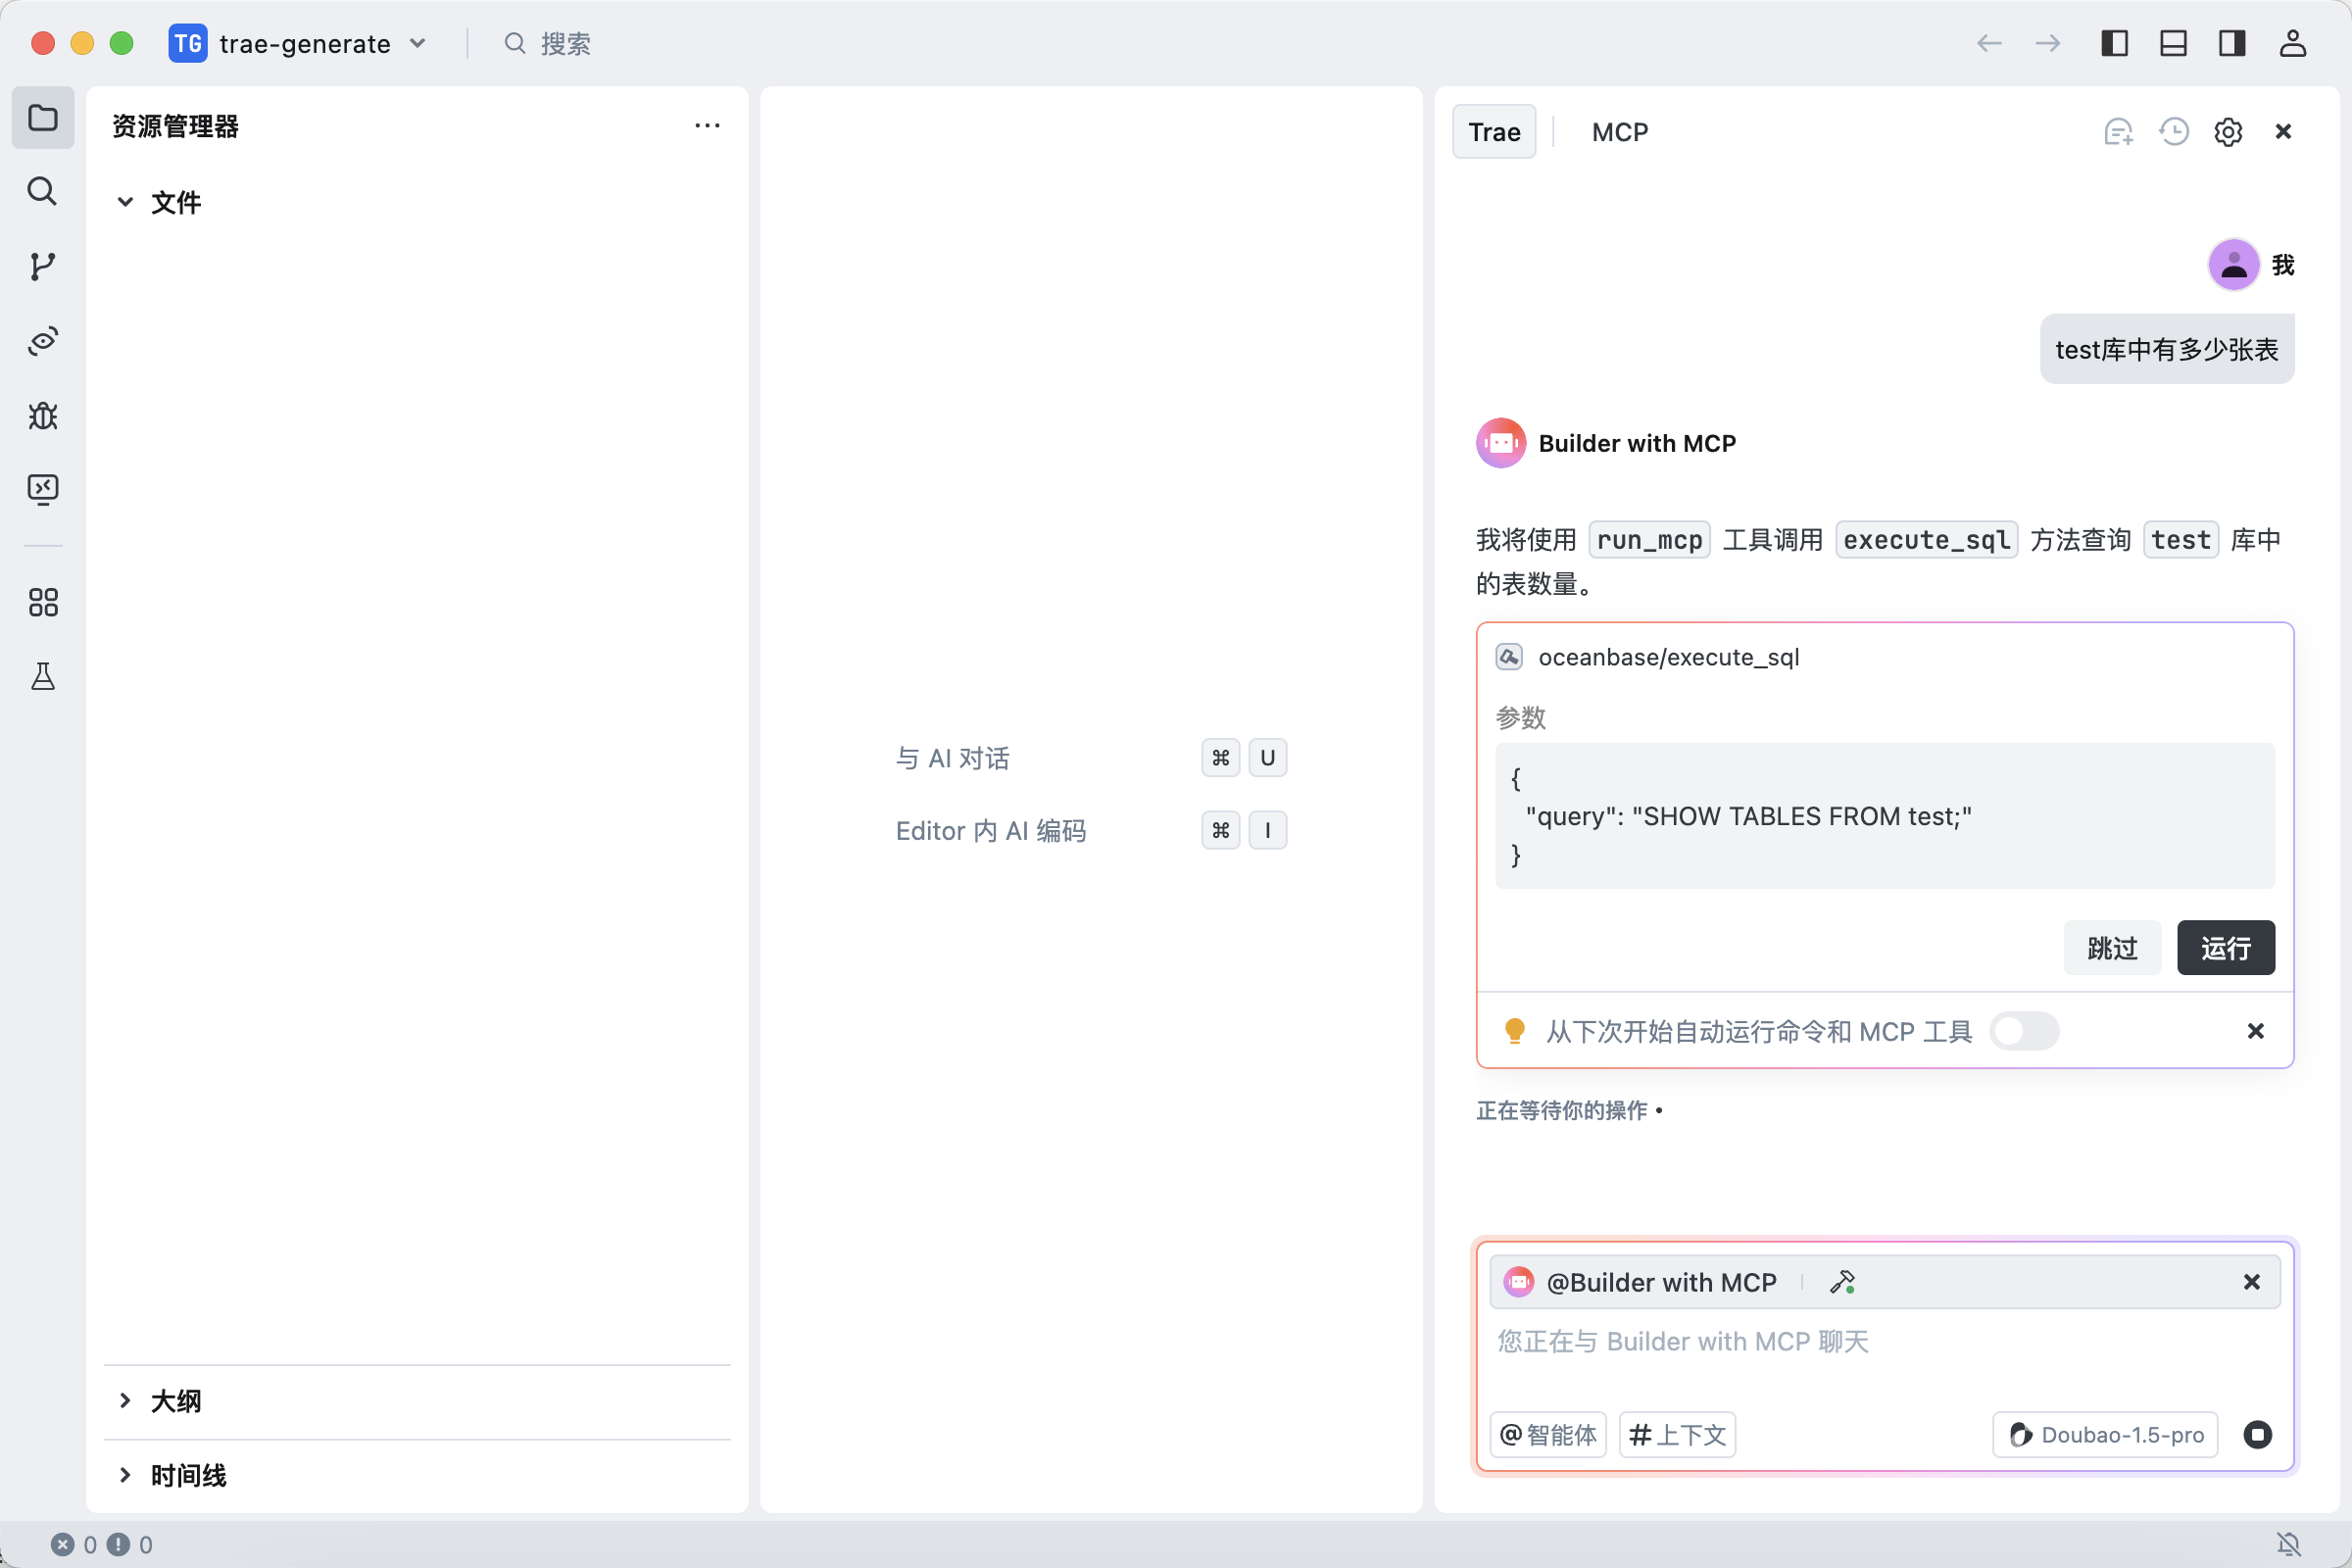 TG trae-generate
搜索
资源管理器
文件
大纲
时间线
与 AI 对话 ⌘ U
Editor 内 AI 编码 ⌘ I
Trae
MCP
我
test库中有多少张表
Builder with MCP
我将使用 run_mcp 工具调用 execute_sql 方法查询 test 库中
的表数量。
oceanbase/execute_sql
参数
{
"query": "SHOW TABLES FROM test;"
}
跳过 运行
从下次开始自动运行命令和 MCP 工具
正在等待你的操作
@Builder with MCP
您正在与 Builder with MCP 聊天
@ 智能体 # 上下文 Doubao-1.5-pro
0 0